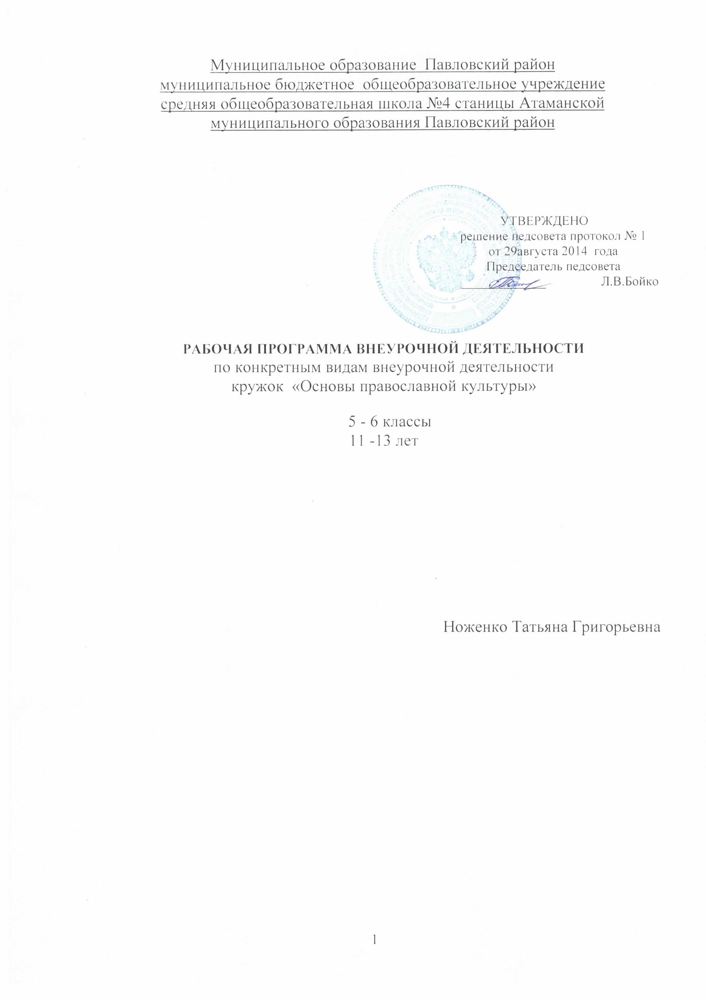 Муниципальное образование  Павловский район
муниципальное бюджетное  общеобразовательное учреждение
средняя общеобразовательная школа №4 станицы Атаманской
муниципального образования Павловский район
УТВЕРЖДЕНО
решение педсовета протокол № 1
от 29августа 2014  года
Председатель педсовета
Л.В.Бойко
РАБОЧАЯ ПРОГРАММА ВНЕУРОЧНОЙ ДЕЯТЕЛЬНОСТИ
по конкретным видам внеурочной деятельности
кружок  «Основы православной культуры»
5 - 6 классы
11 -13 лет
Ноженко Татьяна Григорьевна
1